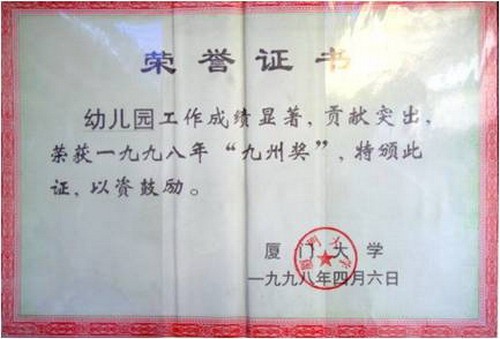 荣誉证书
幼儿园工作成绩显著，贡献突出，
荣获一九九八年“九州奖”，特颁此
证，以资鼓励。
厦门大学
一九九八年四月六日